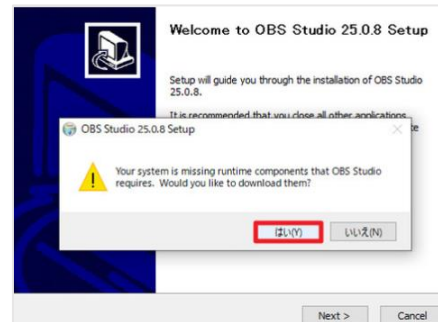 Welcome to OBS Studio 25.0.8 Setup
Setup will guide you through the installation of OBS Studio
25.0.8.
It is recommended that you close all other applications
OBS Studio 25.0.8 Setup
Your system is missing runtime components that OBS Studio
requires. Would you like to download them?
はい(Y)
いいえ(N)
Next >
Cancel